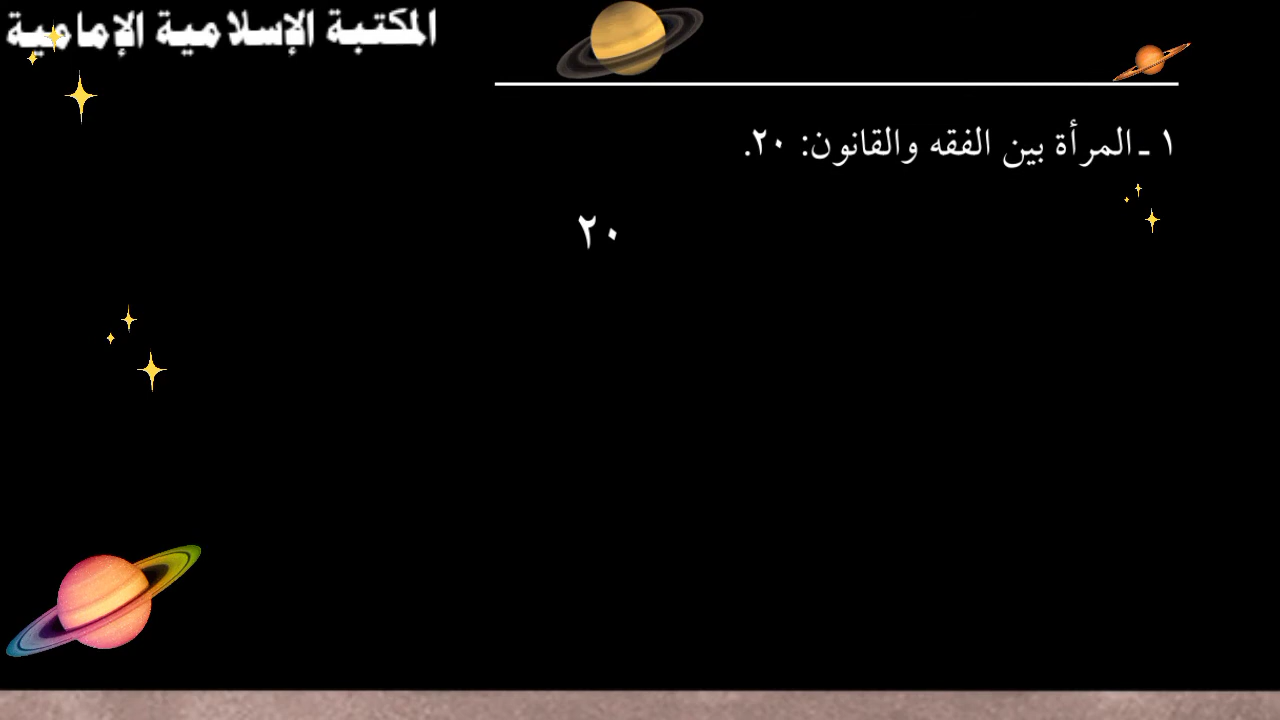 المكتبة الإسلامية الإمامية
١ ـ المرأة بين الفقه والقانون: ٢٠.
٢٠